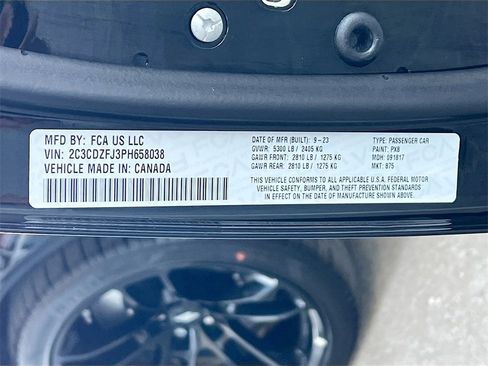 MFD BY: FCA US LLC
VIN: 2C3CDZFJ3PH658038
VEHICLE MADE IN: CANADA
DATE OF MFR (BUILT): 9-23
GVWR: 5300 LB / 2405 KG
GAWR FRONT: 2810 LB / 1275 KG
GAWR REAR: 2810 LB / 1275 KG
TYPE: PASSENGER CAR
PAINT: PX8
MDH: 091817
MKT: B75
THIS VEHICLE CONFORMS TO ALL APPLICABLE U.S.A. FEDERAL MOTOR
VEHICLE SAFETY, BUMPER, AND THEFT PREVENTION STANDARDS IN
EFFECT ON THE DATE OF MANUFACTURE SHOWN ABOVE.